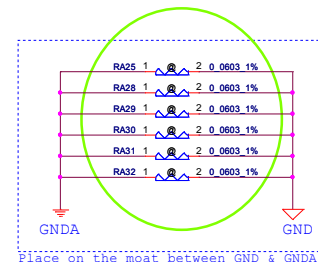 RA25 1 @ 2 0_0603_1%
RA28 1 @ 2 0_0603_1%
RA29 1 @ 2 0_0603_1%
RA30 1 @ 2 0_0603_1%
RA31 1 @ 2 0_0603_1%
RA32 1 @ 2 0_0603_1%
GNDA GND
Place on the moat between GND & GNDA